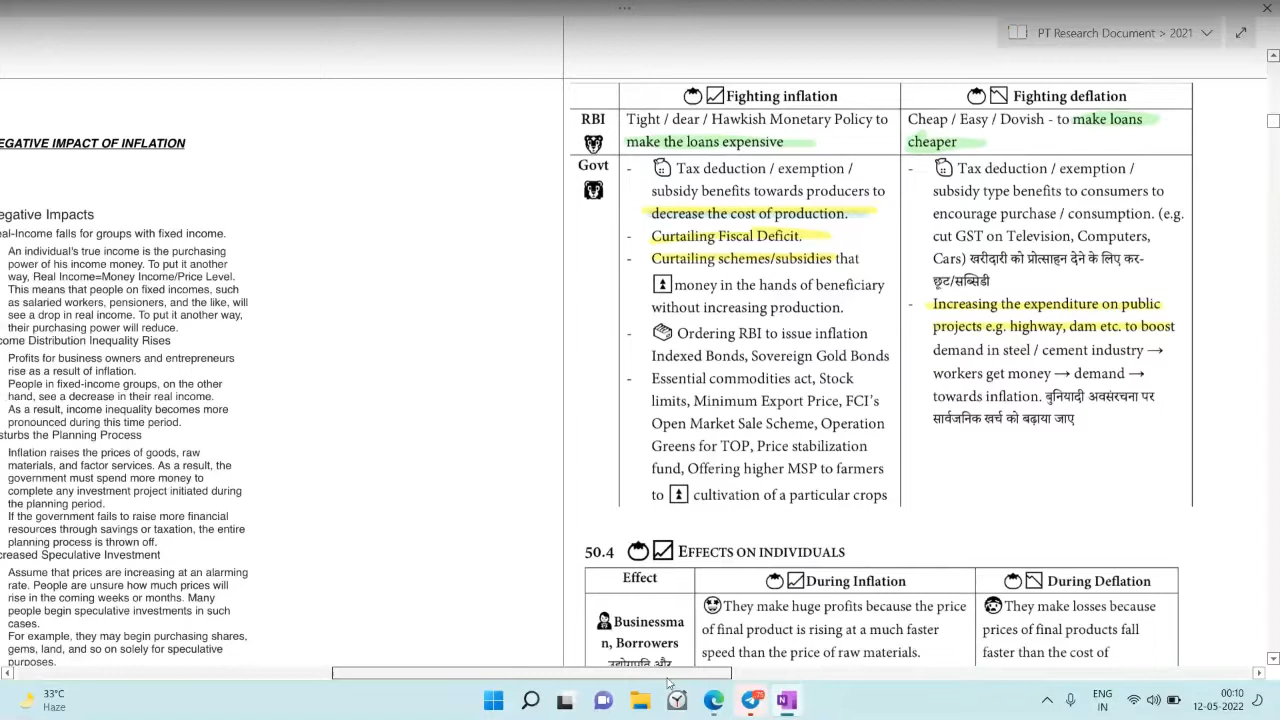 PT Research Document > 2021
NEGATIVE IMPACT OF INFLATION
egative Impacts
eal-Income falls for groups with fixed income.
An individual's true income is the purchasing
power of his income money. To put it another
way, Real Income=Money Income/Price Level.
This means that people on fixed incomes, such
as salaried workers, pensioners, and the like, will
see a drop in real income. To put it another way,
their purchasing power will reduce.
ome Distribution Inequality Rises
Profits for business owners and entrepreneurs
rise as a result of inflation.
People in fixed-income groups, on the other
hand, see a decrease in their real income.
As a result, income inequality becomes more
pronounced during this time period.
sturbs the Planning Process
Inflation raises the prices of goods, raw
materials, and factor services. As a result, the
government must spend more money to
complete any investment project initiated during
the planning period.
If the government fails to raise more financial
resources through savings or taxation, the entire
planning process is thrown off.
creased Speculative Investment
Assume that prices are increasing at an alarming
rate. People are unsure how much prices will
rise in the coming weeks or months. Many
people begin speculative investments in such
cases.
For example, they may begin purchasing shares,
gems, land, and so on solely for speculative
purposes.
Fighting inflation
Fighting deflation
RBI
Tight / dear / Hawkish Monetary Policy to
make the loans expensive
Cheap / Easy / Dovish - to make loans
cheaper
Govt
- Tax deduction / exemption /
subsidy benefits towards producers to
decrease the cost of production.
- Curtailing Fiscal Deficit.
- Curtailing schemes/subsidies that
money in the hands of beneficiary
without increasing production.
- Ordering RBI to issue inflation
Indexed Bonds, Sovereign Gold Bonds
- Essential commodities act, Stock
limits, Minimum Export Price, FCI's
Open Market Sale Scheme, Operation
Greens for TOP, Price stabilization
fund, Offering higher MSP to farmers
to cultivation of a particular crops
- Tax deduction / exemption /
subsidy type benefits to consumers to
encourage purchase / consumption. (e.g.
cut GST on Television, Computers,
Cars) खरीदारी को प्रोत्साहन देने के लिए कर-
छूट/सब्सिडी
- Increasing the expenditure on public
projects e.g. highway, dam etc. to boost
demand in steel / cement industry →
workers get money → demand →
towards inflation. बुनियादी अवसंरचना पर
सार्वजनिक खर्च को बढ़ाया जाए
50.4 EFFECTS ON INDIVIDUALS
Effect
During Inflation
During Deflation
Businessma
n, Borrowers
उद्योगपति और
They make huge profits because the price
of final product is rising at a much faster
speed than the price of raw materials.
They make losses because
prices of final products fall
faster than the cost of
33°C
Haze
75
ENG
IN
00:10
12-05-2022